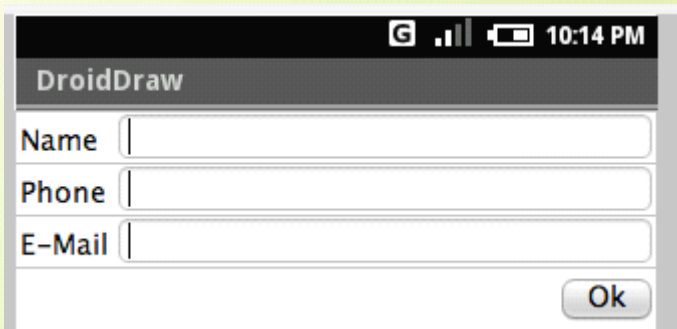 G 10:14 PM
DroidDraw
Name
Phone
E-Mail
Ok